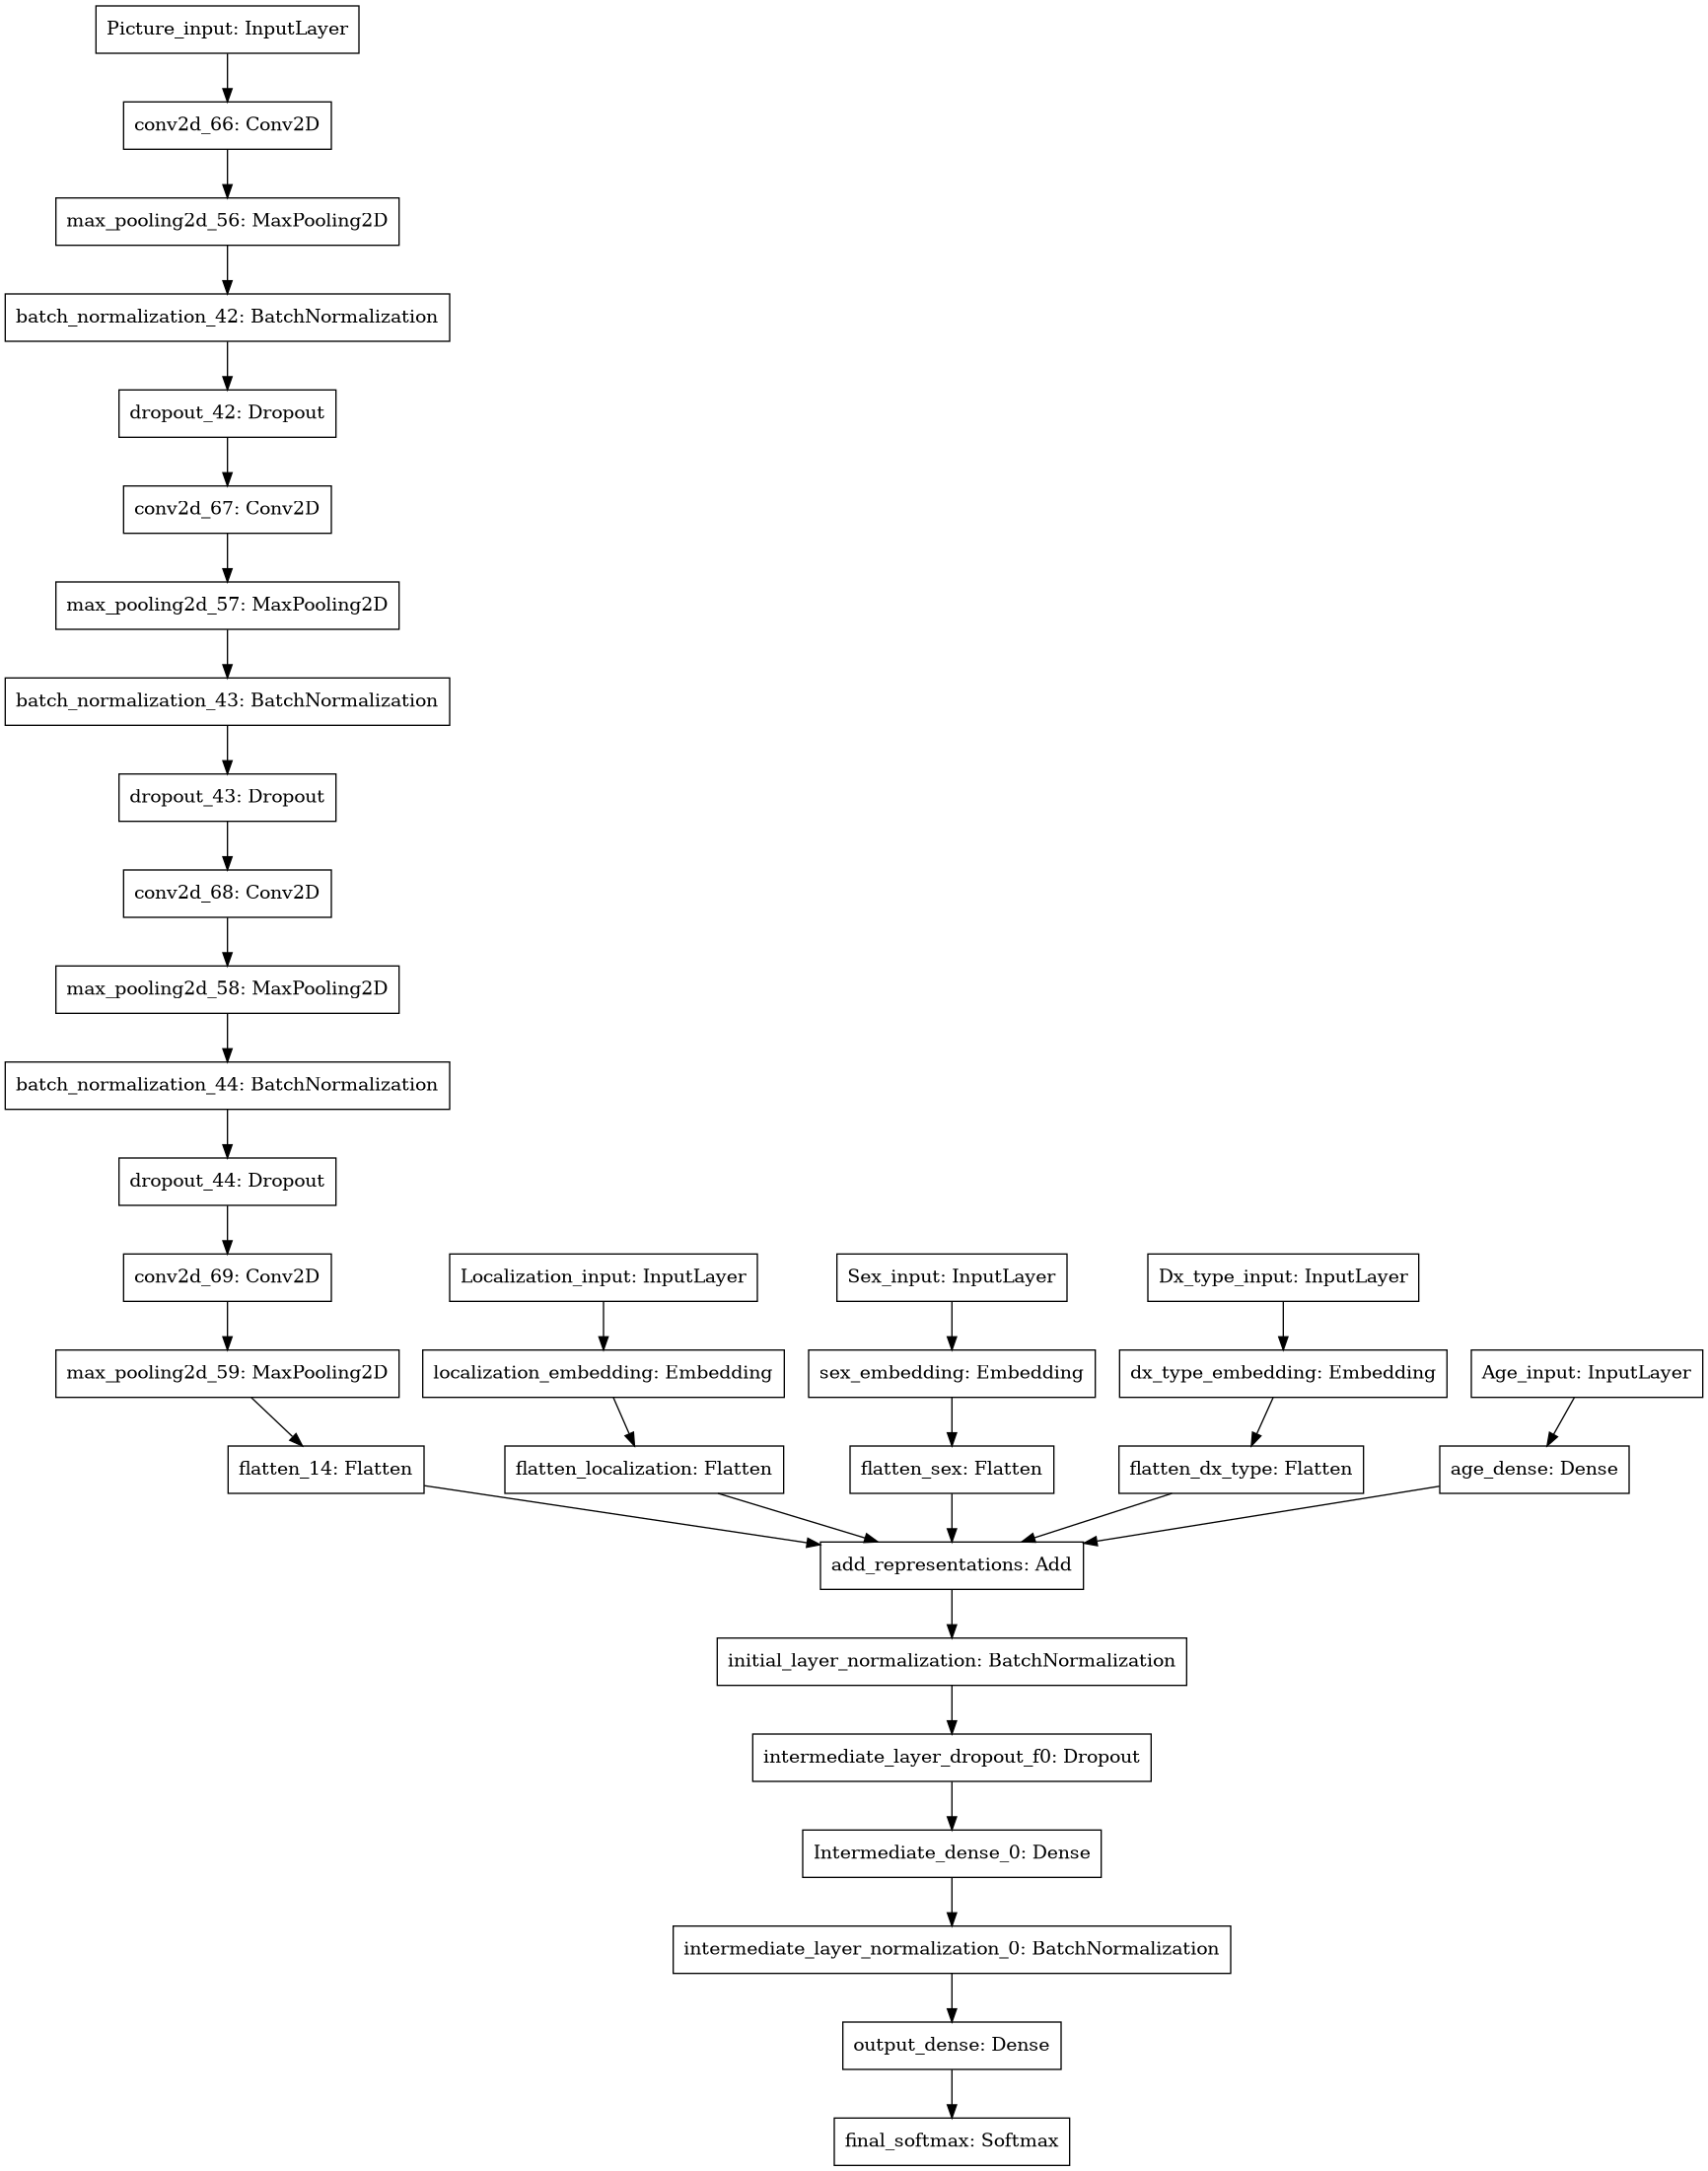 Picture_input: InputLayer
conv2d_66: Conv2D
max_pooling2d_56: MaxPooling2D
batch_normalization_42: BatchNormalization
dropout_42: Dropout
conv2d_67: Conv2D
max_pooling2d_57: MaxPooling2D
batch_normalization_43: BatchNormalization
dropout_43: Dropout
conv2d_68: Conv2D
max_pooling2d_58: MaxPooling2D
batch_normalization_44: BatchNormalization
dropout_44: Dropout
conv2d_69: Conv2D
Localization_input: InputLayer
Sex_input: InputLayer
Dx_type_input: InputLayer
max_pooling2d_59: MaxPooling2D
localization_embedding: Embedding
sex_embedding: Embedding
dx_type_embedding: Embedding
Age_input: InputLayer
flatten_14: Flatten
flatten_localization: Flatten
flatten_sex: Flatten
flatten_dx_type: Flatten
age_dense: Dense
add_representations: Add
initial_layer_normalization: BatchNormalization
intermediate_layer_dropout_f0: Dropout
Intermediate_dense_0: Dense
intermediate_layer_normalization_0: BatchNormalization
output_dense: Dense
final_softmax: Softmax